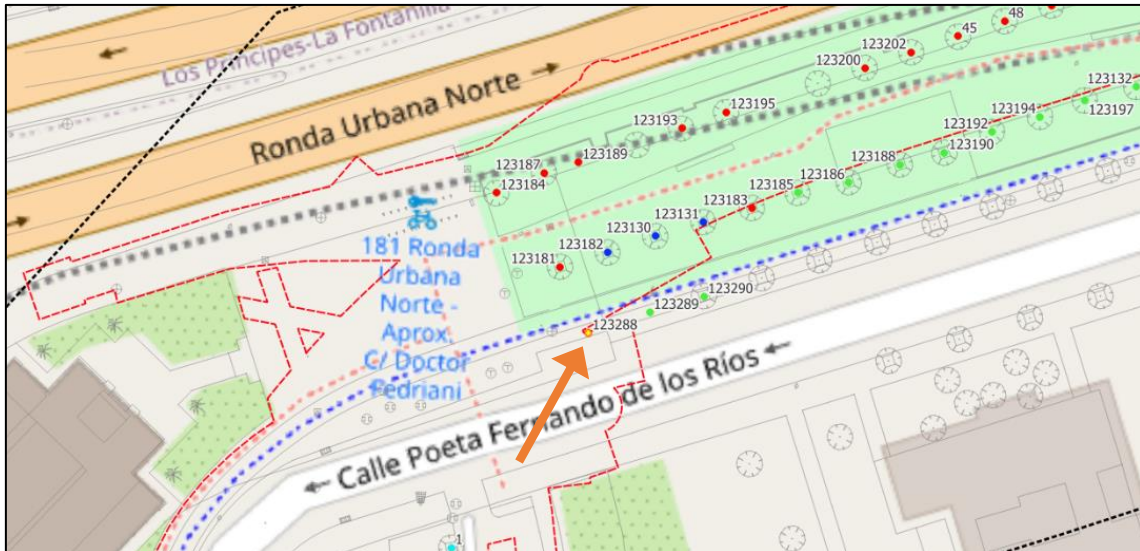 Los Príncipes-La Fontanilla
Ronda Urbana Norte
48
45
123202
123200
123195
123193
123189
123187
123184
123132
123197
123194
123192
123190
123188
123186
123185
123183
123131
123130
123182
123181
181 Ronda
Urbana
Norte -
Aprox.
C/ Doctor
Pedriani
123290
123289
123288
Calle Poeta Fernando de los Ríos
1